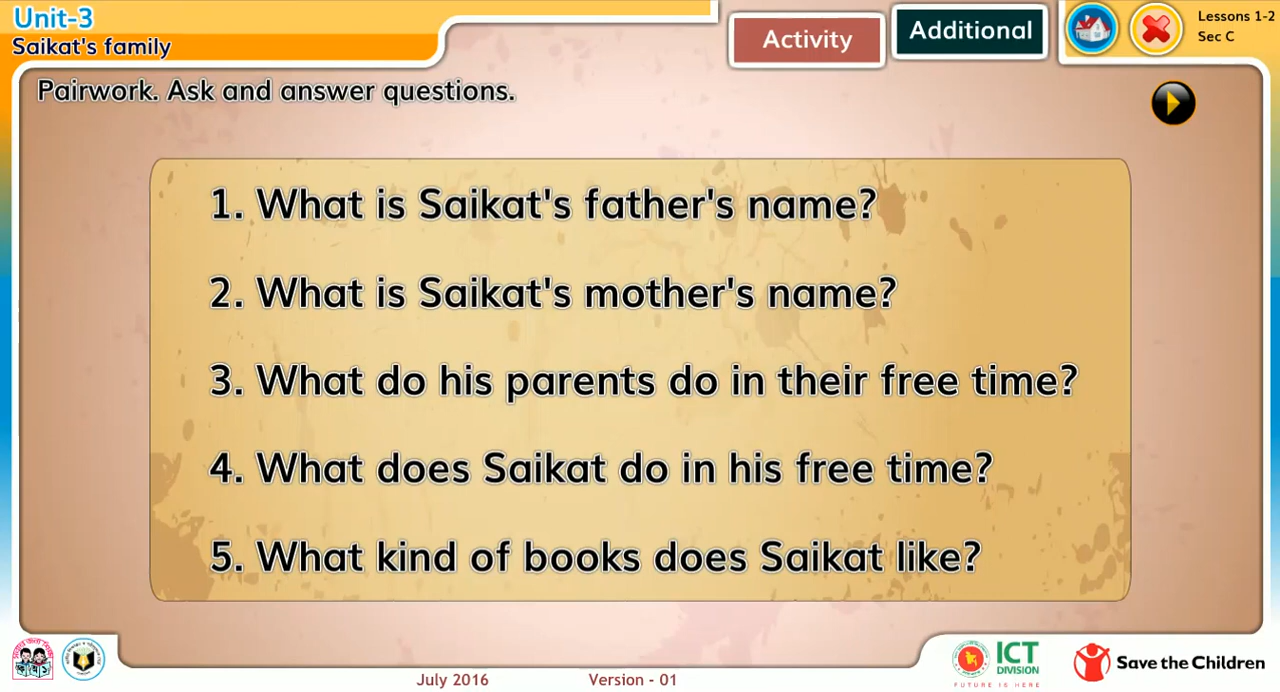 Unit-3
Saikat's family
Activity
Additional
Lessons 1-2
Sec C
Pairwork. Ask and answer questions.
1. What is Saikat's father's name?
2. What is Saikat's mother's name?
3. What do his parents do in their free time?
4. What does Saikat do in his free time?
5. What kind of books does Saikat like?
July 2016
Version - 01
ICT
DIVISION
FUTURE IS HERE
Save the Children